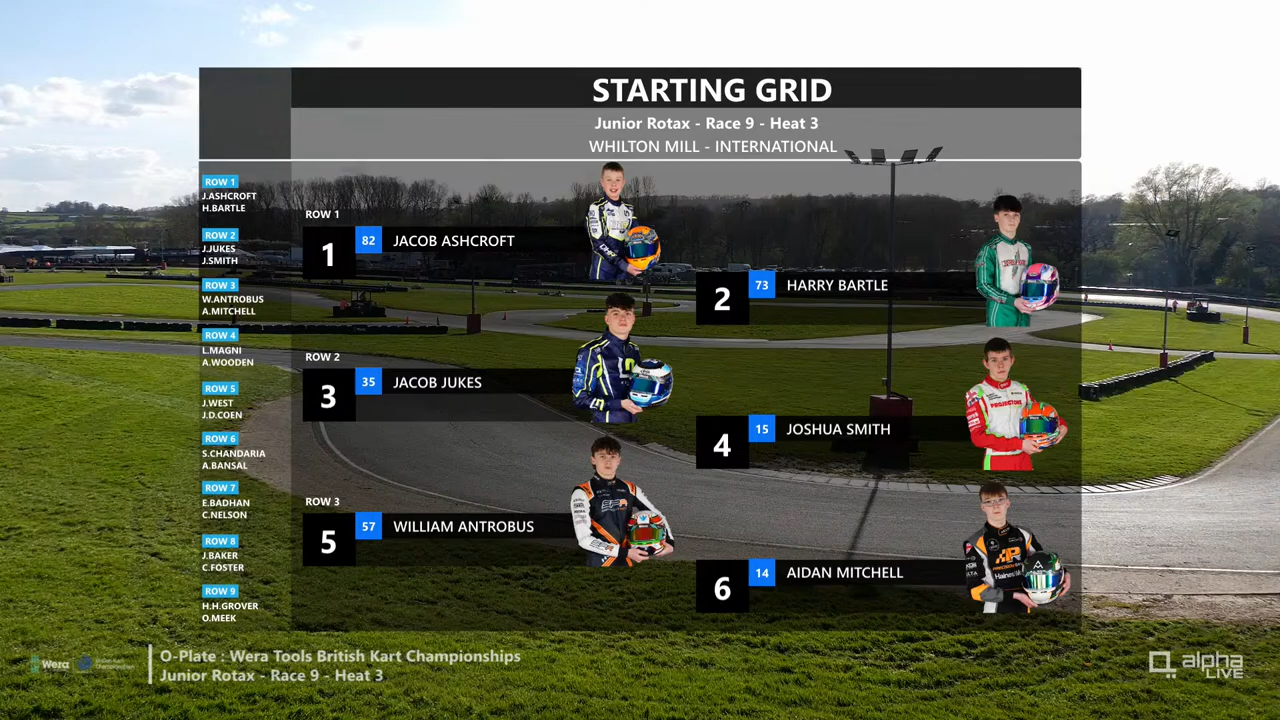 STARTING GRID
Junior Rotax - Race 9 - Heat 3
WHILTON MILL - INTERNATIONAL
ROW 1
J.ASHCROFT
H.BARTLE
ROW 2
J.JUKES
J.SMITH
ROW 3
W.ANTROBUS
A.MITCHELL
ROW 4
L.MAGNI
A.WOODEN
ROW 5
J.WEST
J.D.COEN
ROW 6
S.CHANDARIA
A.BANSAL
ROW 7
E.BADHAN
C.NELSON
ROW 8
J.BAKER
C.FOSTER
ROW 9
H.H.GROVER
O.MEEK
ROW 1
1 82 JACOB ASHCROFT
2 73 HARRY BARTLE
ROW 2
3 35 JACOB JUKES
4 15 JOSHUA SMITH
ROW 3
5 57 WILLIAM ANTROBUS
6 14 AIDAN MITCHELL
Wera
O-Plate : Wera Tools British Kart Championships
Junior Rotax - Race 9 - Heat 3
alpha
LIVE